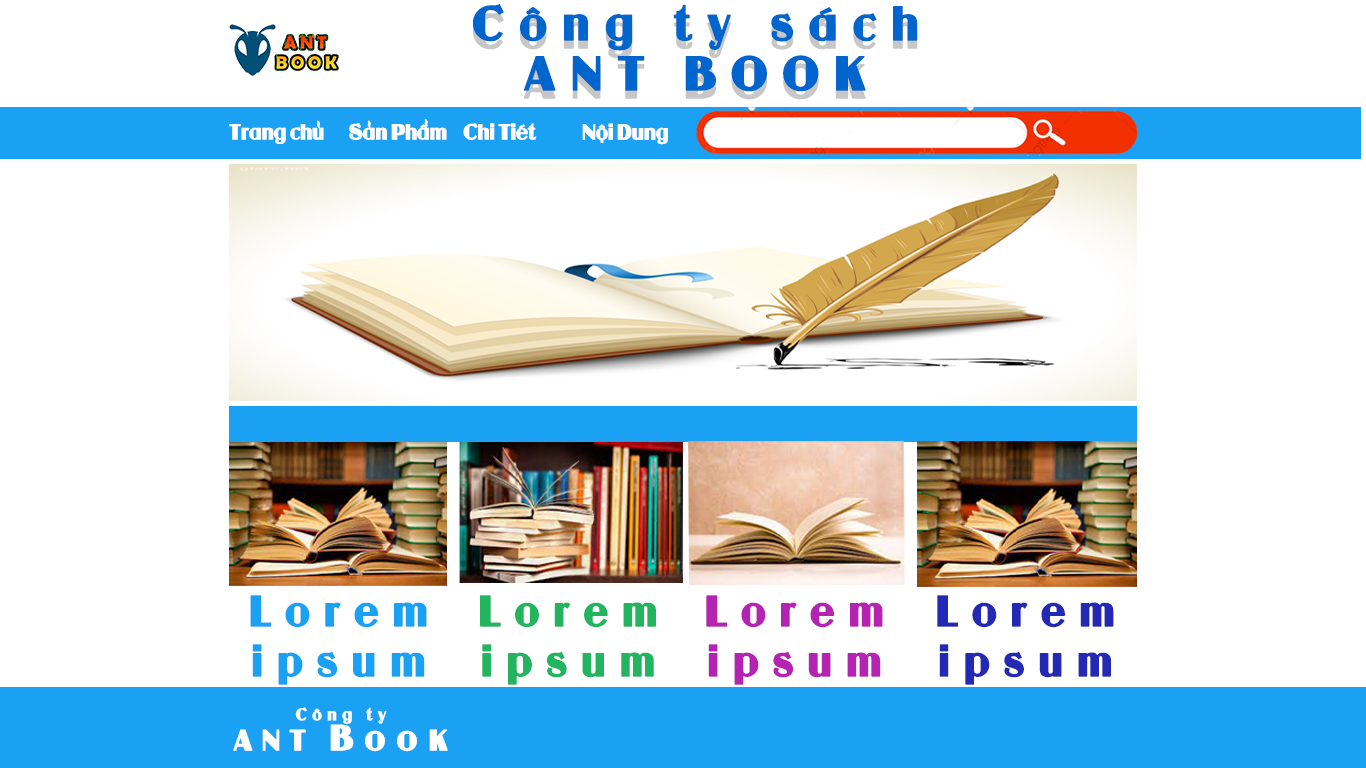 ANT
BOOK
Công ty sách
ANT BOOK
Trang chủ Sản Phẩm Chi Tiết Nội Dung
Lorem Lorem Lorem Lorem
ipsum ipsum ipsum ipsum
Công ty
ANT BOOK